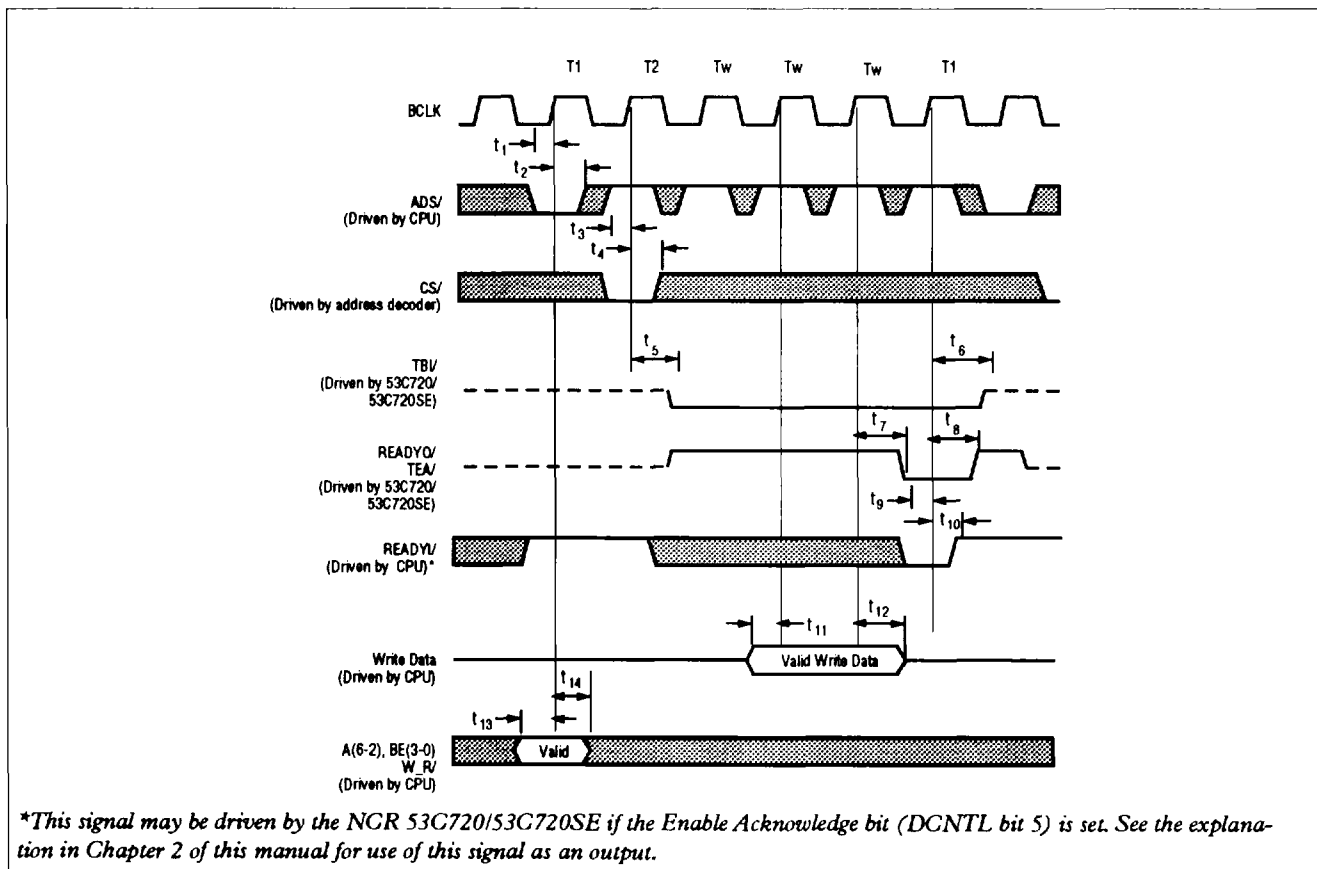 T1 T2 Tw Tw Tw T1
BCLK
t1
t2
ADS/
(Driven by CPU)
t3
t4
CS/
(Driven by address decoder)
t5
t6
TBI/
(Driven by 53C720/
53C720SE)
t7
t8
READYO/
TEA/
(Driven by 53C720/
53C720SE)
t9
t10
READYI/
(Driven by CPU)*
t12
t11
Write Data
(Driven by CPU)
Valid Write Data
t14
t13
A(6-2), BE(3-0)
W_R/
(Driven by CPU)
Valid
*This signal may be driven by the NCR 53C720/53C720SE if the Enable Acknowledge bit (DCNTL bit 5) is set. See the explana-
tion in Chapter 2 of this manual for use of this signal as an output.